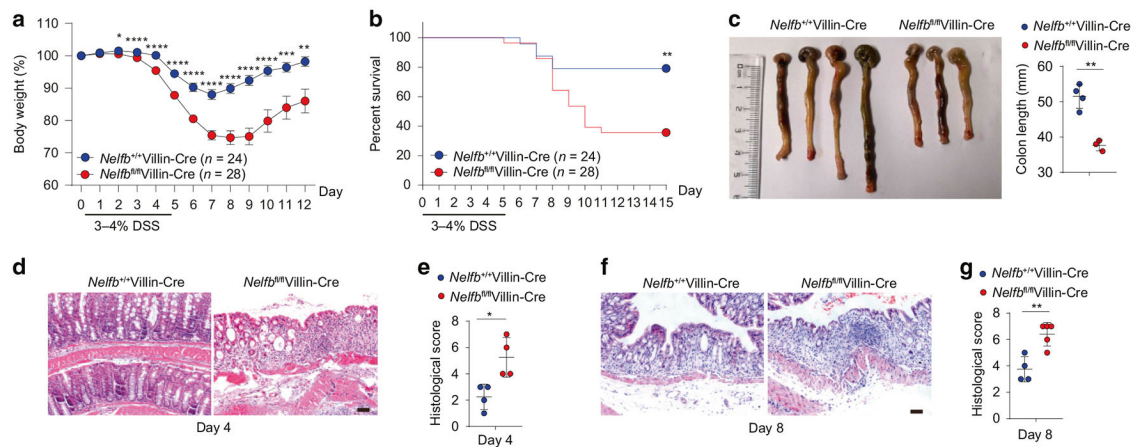 a
Body weight (%)
120
110
100
90
80
70
60
* **** **** **** **** **** **** **** **** *** **
Nelfb+/+Villin-Cre (n = 24)
Nelfbfl/flVillin-Cre (n = 28)
0 1 2 3 4 5 6 7 8 9 10 11 12
Day
3–4% DSS
b
Percent survival
100
80
60
40
20
0
**
Nelfb+/+Villin-Cre (n = 24)
Nelfbfl/flVillin-Cre (n = 28)
0 1 2 3 4 5 6 7 8 9 10 11 12 13 14 15
Day
3–4% DSS
c
Nelfb+/+Villin-Cre
Nelfbfl/flVillin-Cre
Nelfb+/+Villin-Cre
Nelfbfl/flVillin-Cre
Colon length (mm)
60
50
40
30
**
d
Nelfb+/+Villin-Cre
Nelfbfl/flVillin-Cre
Day 4
e
Nelfb+/+Villin-Cre
Nelfbfl/flVillin-Cre
Histological score
8
6
4
2
0
*
Day 4
f
Nelfb+/+Villin-Cre
Nelfbfl/flVillin-Cre
Day 8
g
Nelfb+/+Villin-Cre
Nelfbfl/flVillin-Cre
Histological score
8
6
4
2
0
**
Day 8